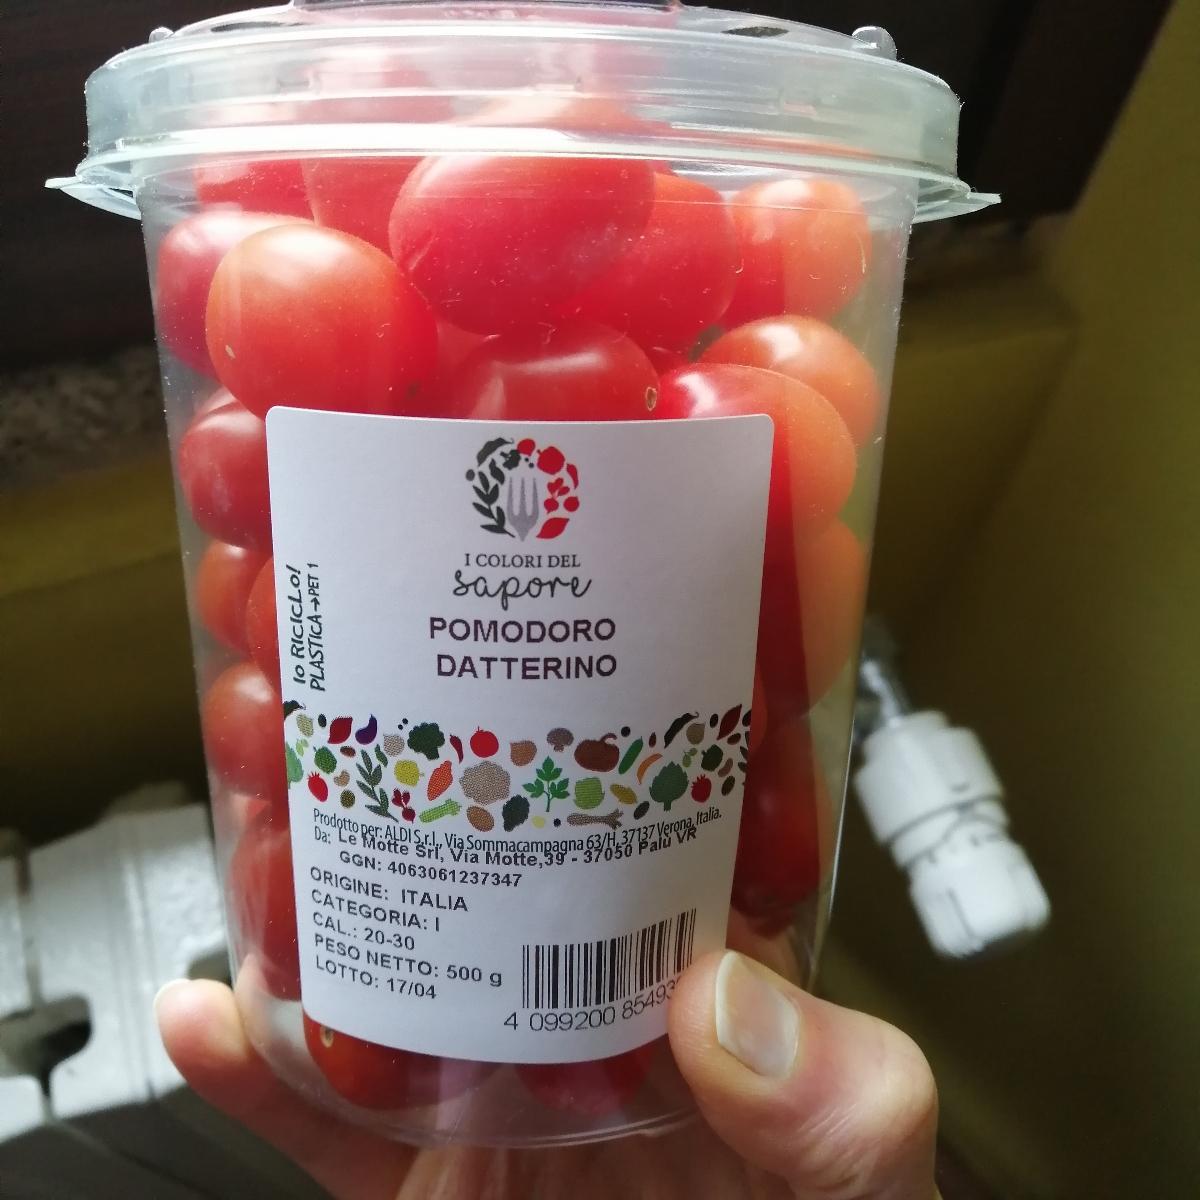 I COLORI DEL
sapore
POMODORO
DATTERINO
Io RICICLO!
PLASTICA→PET 1
Prodotto per: ALDI S.r.l., Via Sommacampagna 63/H, 37137 Verona, Italia.
Da: Le Motte Srl, Via Motte,39 - 37050 Palù VR
GGN: 4063061237347
ORIGINE: ITALIA
CATEGORIA: I
CAL.: 20-30
PESO NETTO: 500 g
LOTTO: 17/04
4 099200 85493